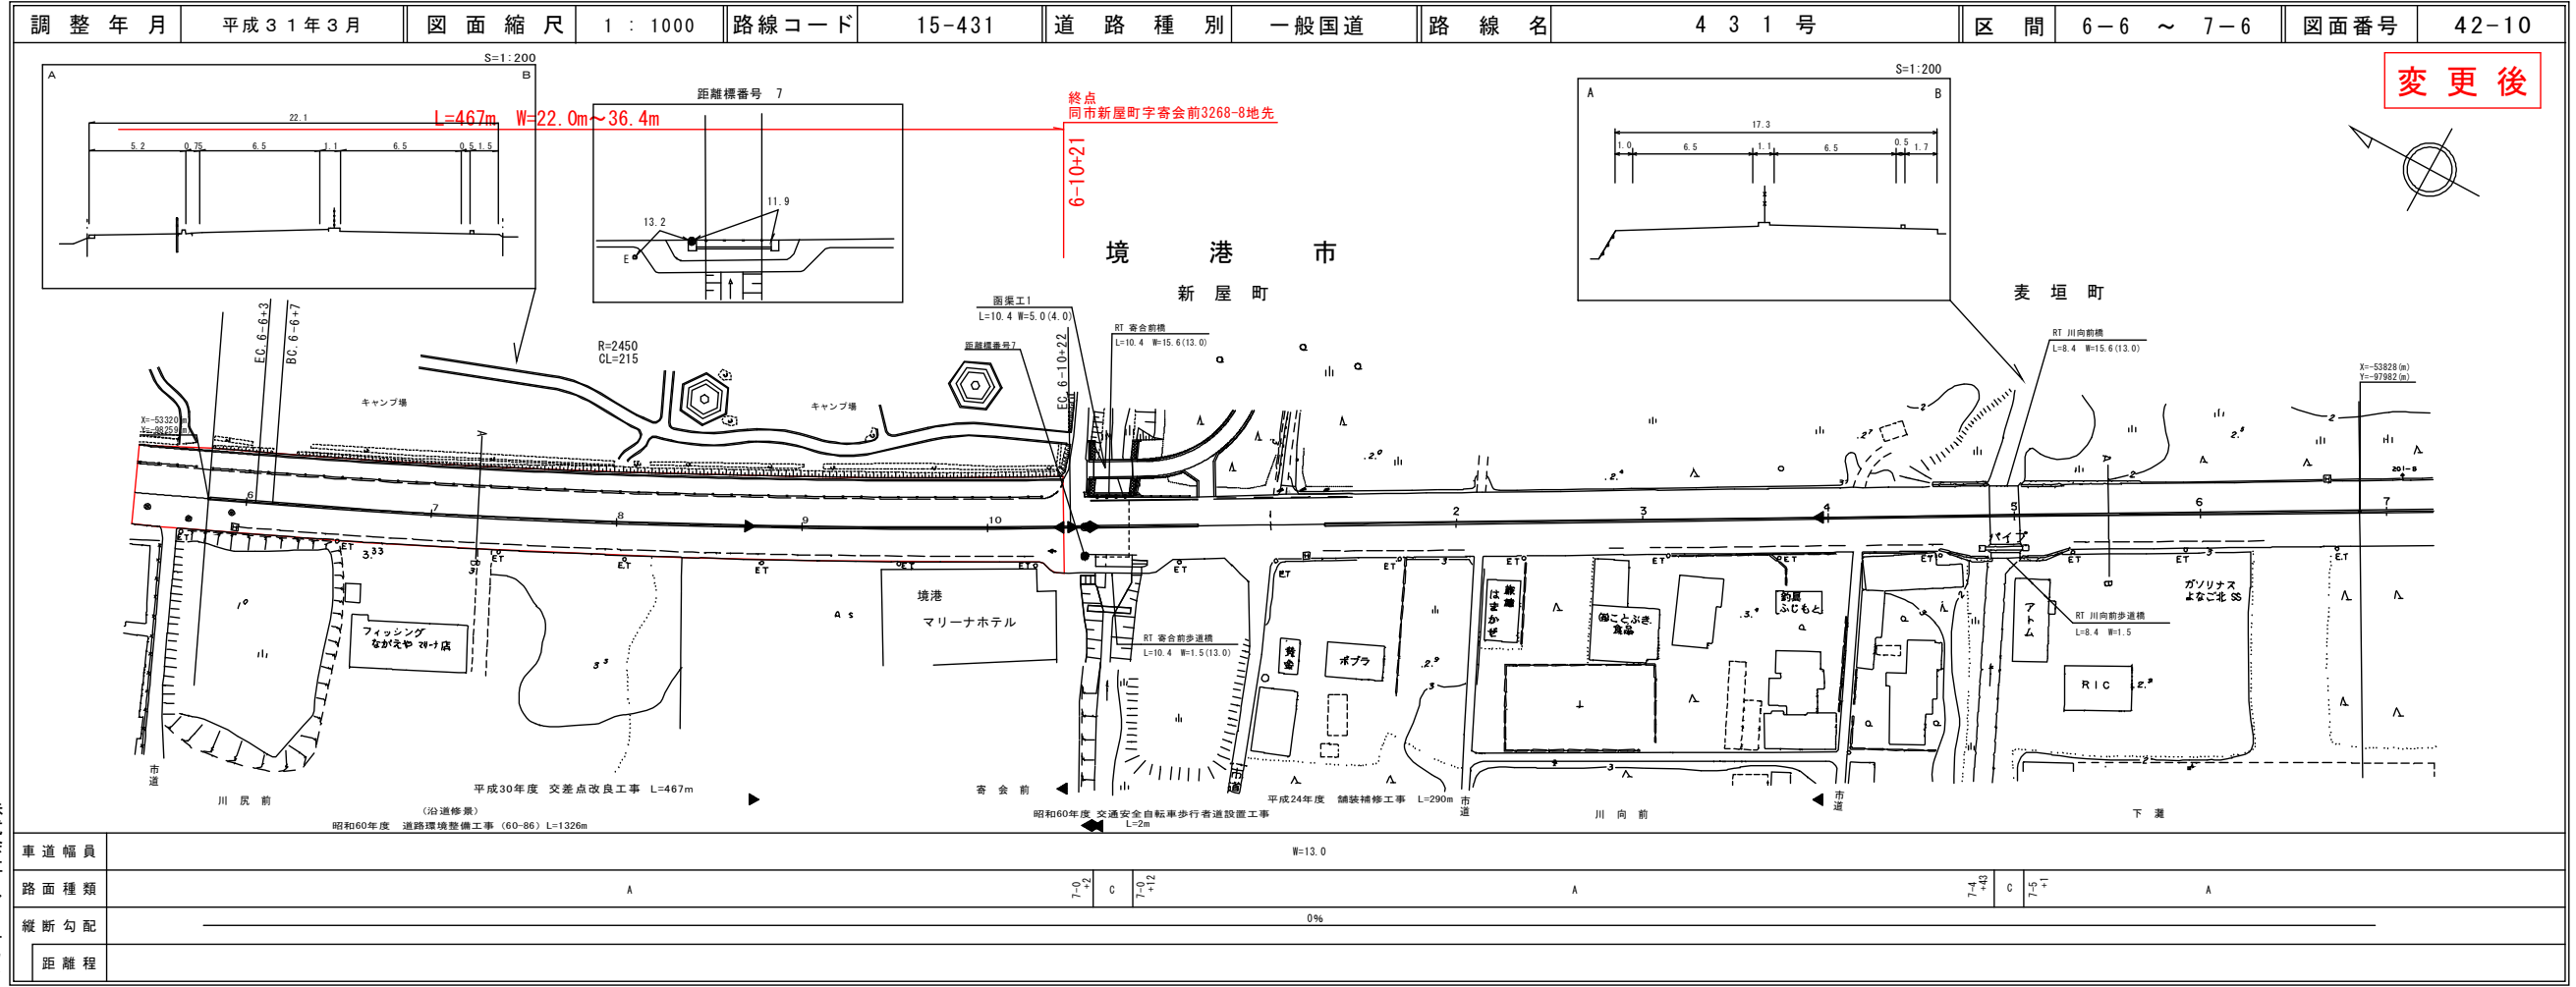 調整年月 平成31年3月 図面縮尺 1 : 1000 路線コード 15-431 道路種別 一般国道 路線名 431号 区間 6-6 ~ 7-6 図面番号 42-10
変更後
S=1:200
A B
22.1
5.2 0.75 6.5 1.1 6.5 0.5 1.5
L=467m W=22.0m~36.4m
距離標番号 7
13.2
11.9
E
終点
同市新屋町字寄会前3268-8地先
6-10+21
S=1:200
A B
17.3
1.0 6.5 1.1 6.5 0.5 1.7
境港市
新屋町
麦垣町
EC.6-6+3
BC.6-6+7
R=2450
CL=215
函渠工1
L=10.4 W=5.0(4.0)
距離標番号7
EC.6-10+22
RT 寄合前橋
L=10.4 W=15.6(13.0)
RT 川向前橋
L=8.4 W=15.6(13.0)
X=-53828(m)
Y=-97982(m)
X=-53320(m)
Y=-98259(m)
キャンプ場
キャンプ場
6 7 8 9 10 1 2 3 4 5 6 7
パイプ
フィッシング
ながえや マリーナ店
境港
マリーナホテル
A s
RT 寄合前歩道橋
L=10.4 W=1.5(13.0)
ポプラ
旅館
はまかぜ
㈲ことぶき
食品
釣具
ふじもと
アトム
RIC
ガソリナス
よなご北 SS
RT 川向前歩道橋
L=8.4 W=1.5
市道
川尻前
平成30年度 交差点改良工事 L=467m
(沿道修景)
昭和60年度 道路環境整備工事 (60-86) L=1326m
寄会前
昭和60年度 交通安全自転車歩行者道設置工事
L=2m
市道
平成24年度 舗装補修工事 L=290m
市道
川向前
市道
下灘
車道幅員 W=13.0
路面種類 A 7-0+2 C 7-0+12 A 7-4+43 C 7-5+1 A
縦断勾配 0%
距離程